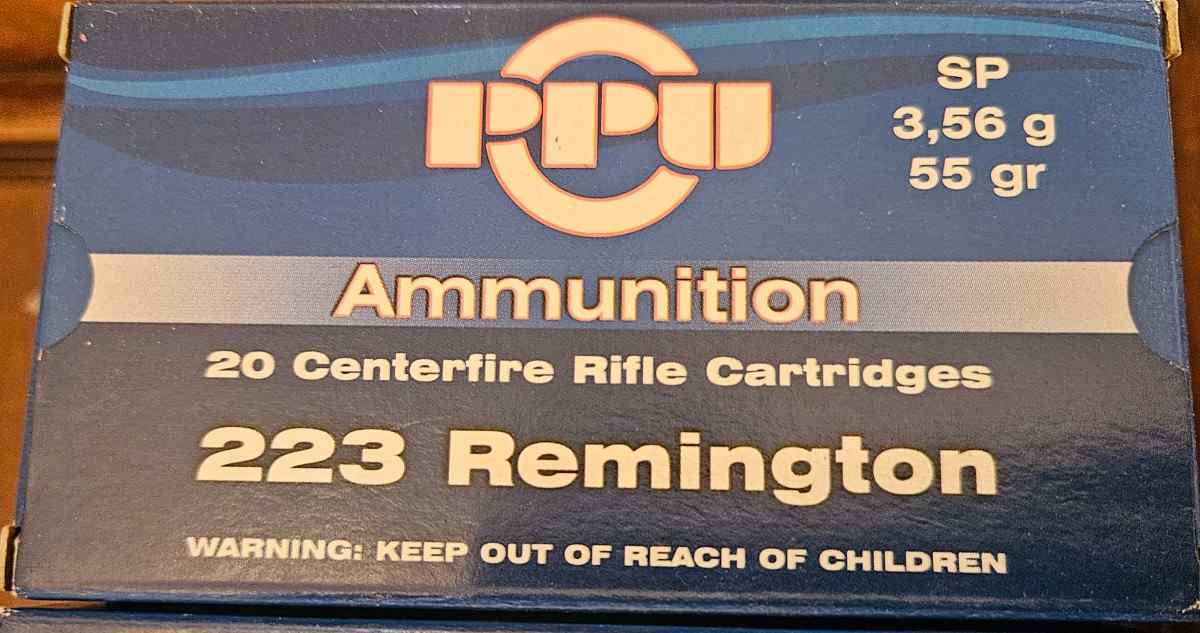 PPU
SP
3,56 g
55 gr
Ammunition
20 Centerfire Rifle Cartridges
223 Remington
WARNING: KEEP OUT OF REACH OF CHILDREN